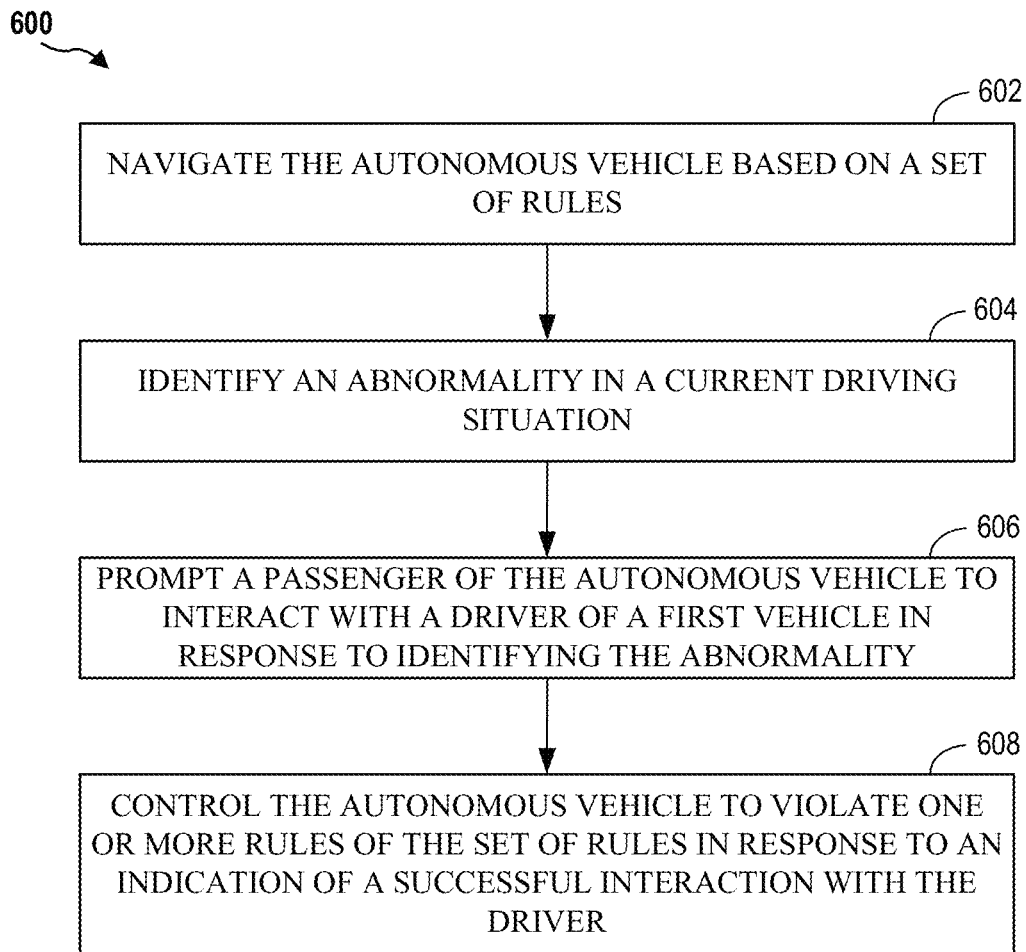 600
602
NAVIGATE THE AUTONOMOUS VEHICLE BASED ON A SET
OF RULES
604
IDENTIFY AN ABNORMALITY IN A CURRENT DRIVING
SITUATION
606
PROMPT A PASSENGER OF THE AUTONOMOUS VEHICLE TO
INTERACT WITH A DRIVER OF A FIRST VEHICLE IN
RESPONSE TO IDENTIFYING THE ABNORMALITY
608
CONTROL THE AUTONOMOUS VEHICLE TO VIOLATE ONE
OR MORE RULES OF THE SET OF RULES IN RESPONSE TO AN
INDICATION OF A SUCCESSFUL INTERACTION WITH THE
DRIVER